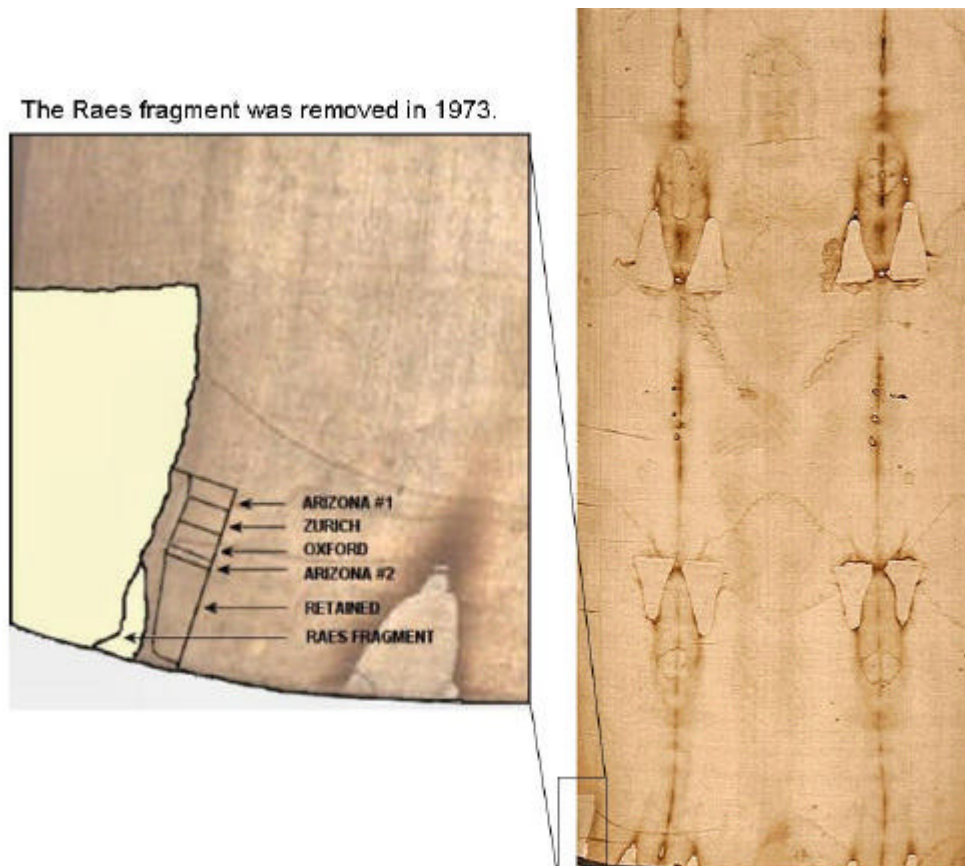 The Raes fragment was removed in 1973.
ARIZONA #1
ZURICH
OXFORD
ARIZONA #2
RETAINED
RAES FRAGMENT